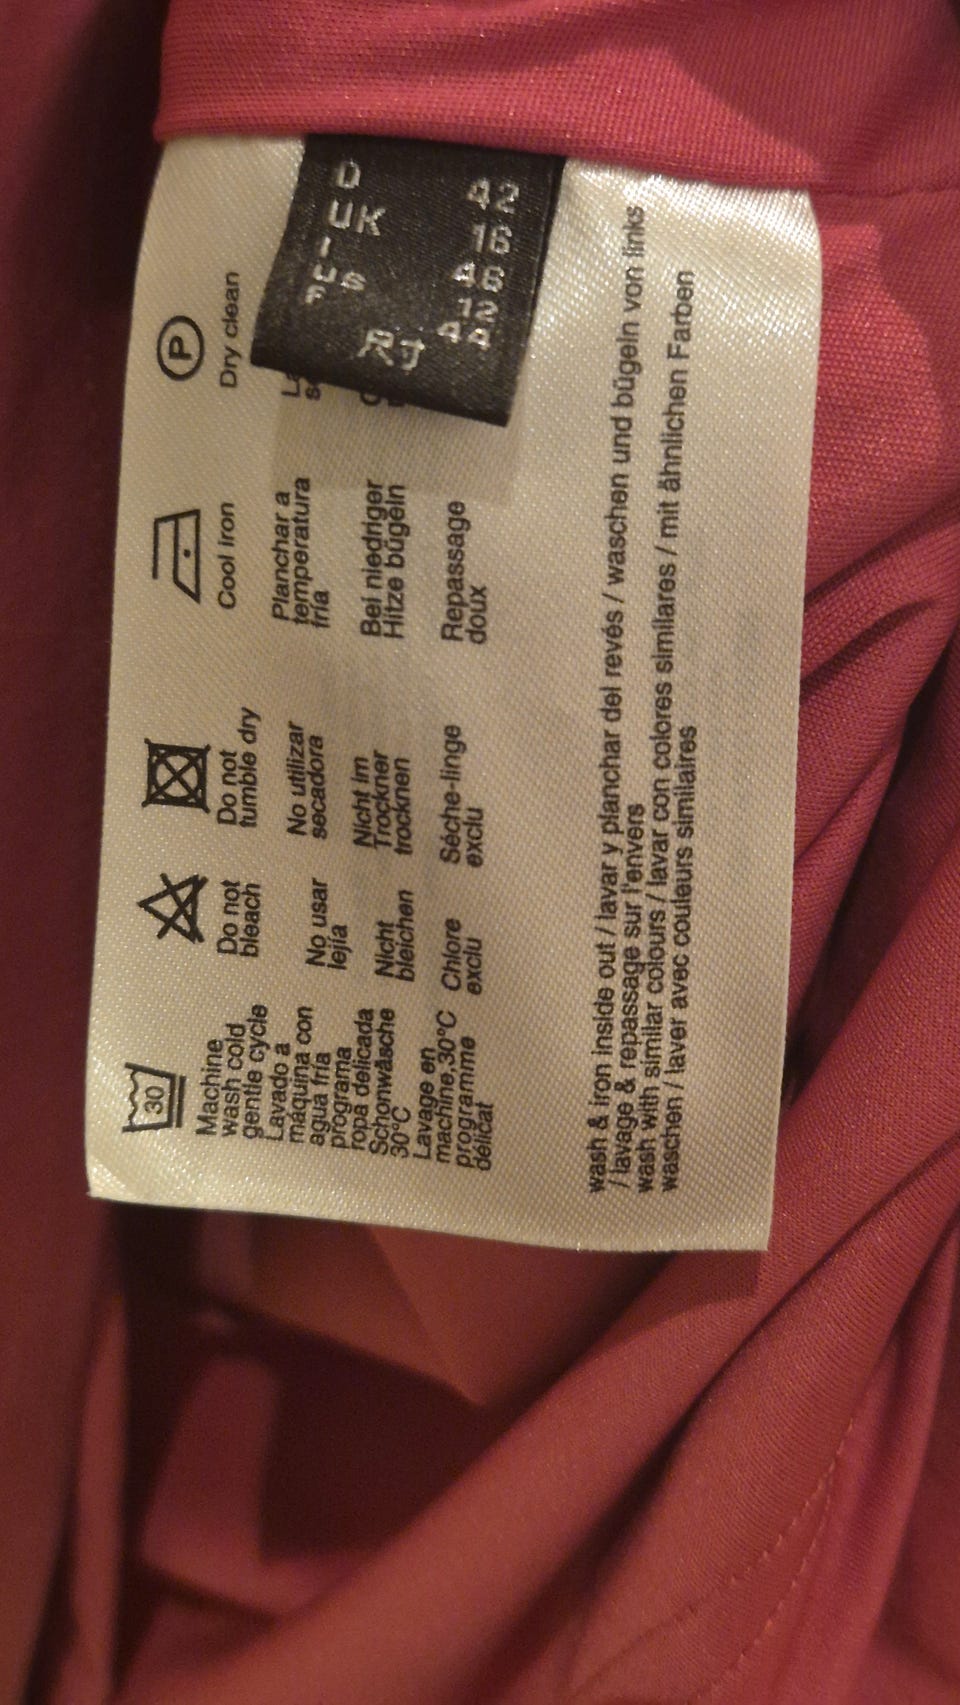 D 42
UK 16
I 48
US 12
F 44
30
P
Machine
wash cold
gentle cycle
Lavado a
máquina con
agua fría
programa
ropa delicada
Schonwäsche
30°C
Lavage en
machine,30°C
programme
délicat
Do not
bleach
No usar
lejía
Nicht
bleichen
Chlore
exclu
Do not
tumble dry
No utilizar
secadora
Nicht im
Trockner
trocknen
Séche-linge
exclu
Cool iron
Planchar a
temperatura
fría
Bei niedriger
Hitze bügeln
Repassage
doux
Dry clean
wash & iron inside out / lavar y planchar del revés / waschen und bügeln von links
/ lavage & repassage sur l'envers
wash with similar colours / lavar con colores similares / mit ähnlichen Farben
waschen / laver avec couleurs similaires